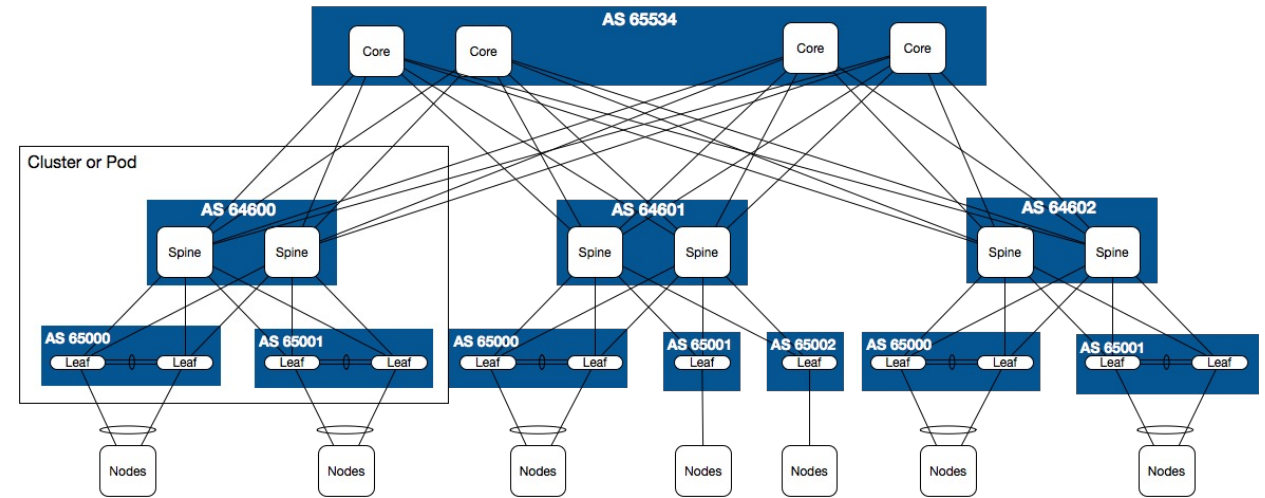 AS 65534
Core
Core
Core
Core
Cluster or Pod
AS 64600
AS 64601
AS 64602
Spine
Spine
Spine
Spine
Spine
Spine
AS 65000
AS 65001
AS 65000
AS 65001
AS 65002
AS 65000
AS 65001
Leaf
Leaf
Leaf
Leaf
Leaf
Leaf
Leaf
Leaf
Leaf
Leaf
Leaf
Leaf
Nodes
Nodes
Nodes
Nodes
Nodes
Nodes
Nodes